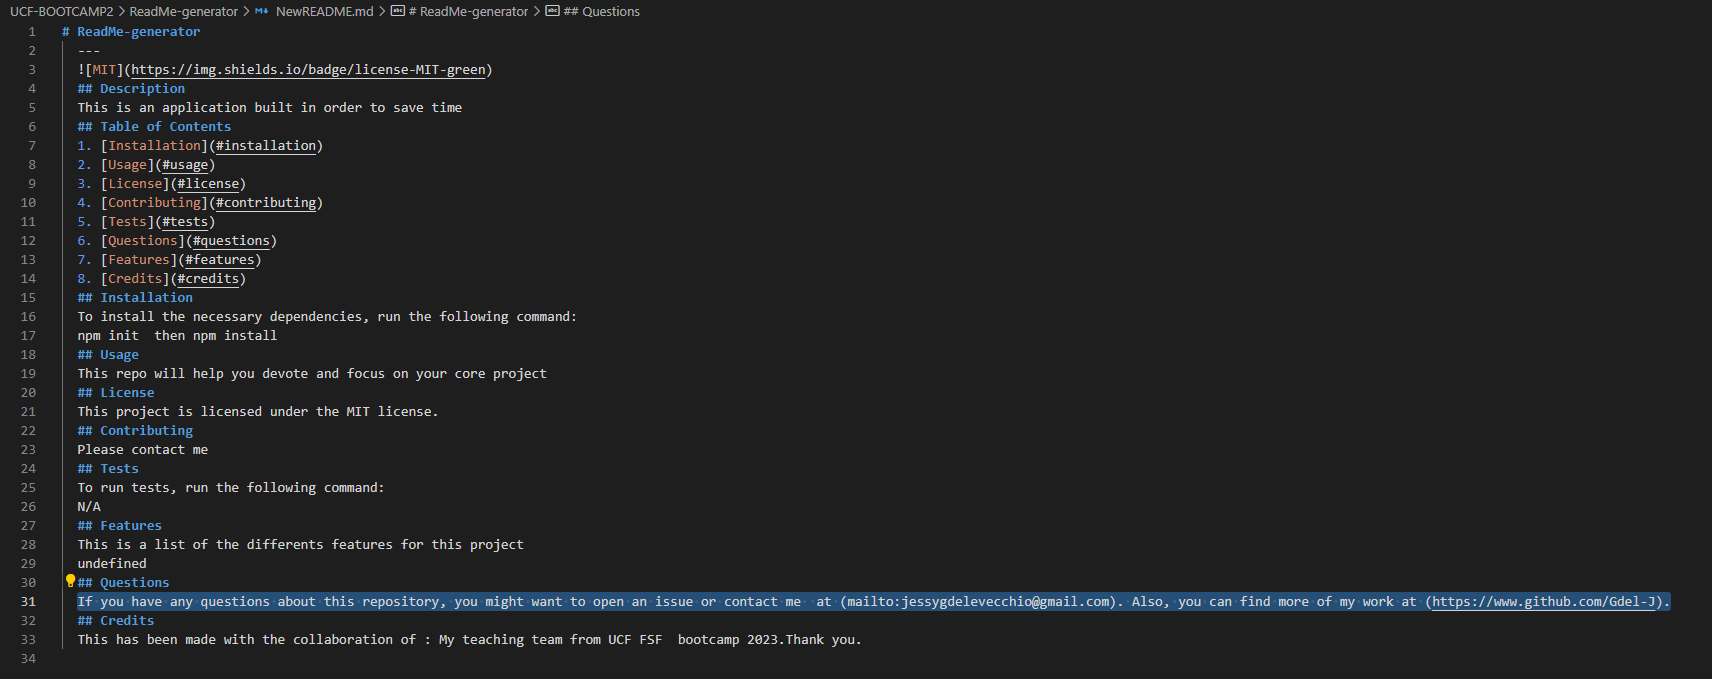 UCF-BOOTCAMP2 > ReadMe-generator > NewREADME.md > # ReadMe-generator > ## Questions
1 # ReadMe-generator
2 ---
3 ![MIT](https://img.shields.io/badge/license-MIT-green)
4 ## Description
5 This is an application built in order to save time
6 ## Table of Contents
7 1. [Installation](#installation)
8 2. [Usage](#usage)
9 3. [License](#license)
10 4. [Contributing](#contributing)
11 5. [Tests](#tests)
12 6. [Questions](#questions)
13 7. [Features](#features)
14 8. [Credits](#credits)
15 ## Installation
16 To install the necessary dependencies, run the following command:
17 npm init  then npm install
18 ## Usage
19 This repo will help you devote and focus on your core project
20 ## License
21 This project is licensed under the MIT license.
22 ## Contributing
23 Please contact me
24 ## Tests
25 To run tests, run the following command:
26 N/A
27 ## Features
28 This is a list of the differents features for this project
29 undefined
30 ## Questions
31 If you have any questions about this repository, you might want to open an issue or contact me  at (mailto:jessygdelevecchio@gmail.com). Also, you can find more of my work at (https://www.github.com/Gdel-J).
32 ## Credits
33 This has been made with the collaboration of : My teaching team from UCF FSF  bootcamp 2023.Thank you.
34